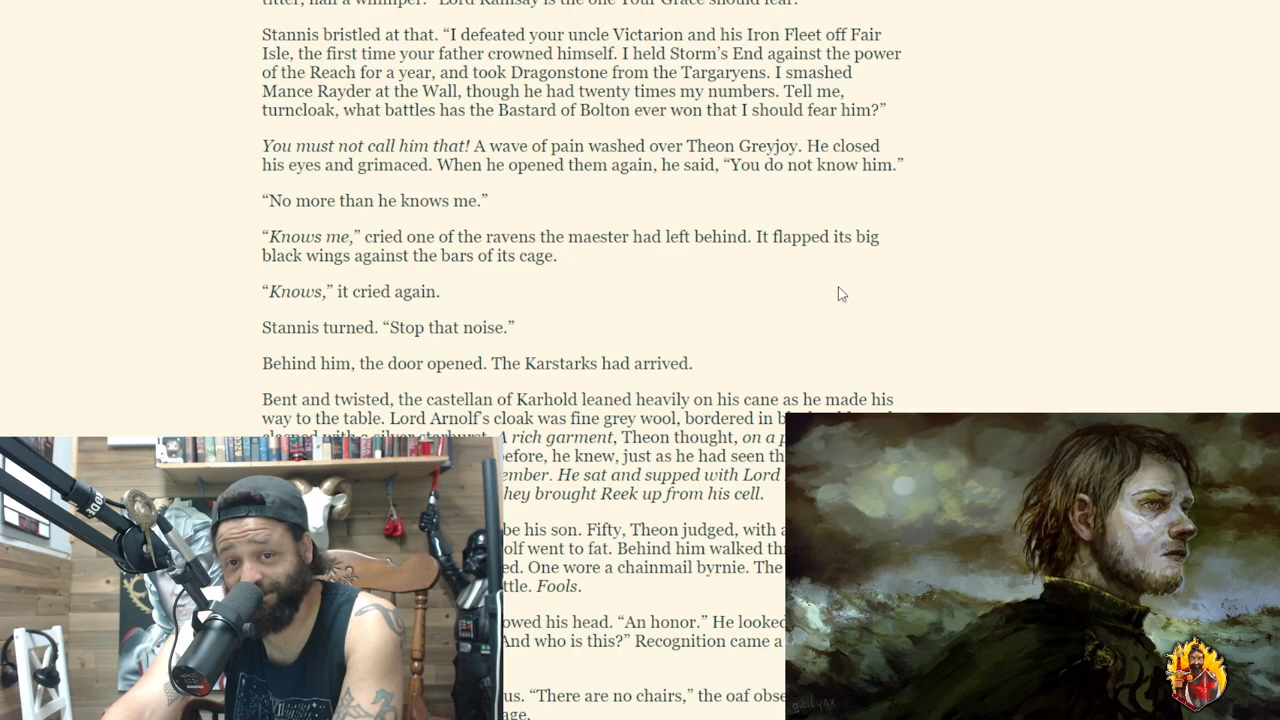 titter, half a whimper. “Lord Ramsay is the one Your Grace should fear.”
Stannis bristled at that. “I defeated your uncle Victarion and his Iron Fleet off Fair
Isle, the first time your father crowned himself. I held Storm’s End against the power
of the Reach for a year, and took Dragonstone from the Targaryens. I smashed
Mance Rayder at the Wall, though he had twenty times my numbers. Tell me,
turncloak, what battles has the Bastard of Bolton ever won that I should fear him?”
You must not call him that! A wave of pain washed over Theon Greyjoy. He closed
his eyes and grimaced. When he opened them again, he said, “You do not know him.”
“No more than he knows me.”
“Knows me,” cried one of the ravens the maester had left behind. It flapped its big
black wings against the bars of its cage.
“Knows,” it cried again.
Stannis turned. “Stop that noise.”
Behind him, the door opened. The Karstarks had arrived.
Bent and twisted, the castellan of Karhold leaned heavily on his cane as he made his
way to the table. Lord Arnolf’s cloak was fine grey wool, bordered in
clasped with a silver starburst. A rich garment, Theon thought, on a
efore, he knew, just as he had seen th
ember. He sat and supped with Lord
hey brought Reek up from his cell.
be his son. Fifty, Theon judged, with a
olf went to fat. Behind him walked th
ed. One wore a chainmail byrnie. The
ttle. Fools.
owed his head. “An honor.” He looked
And who is this?” Recognition came a
us. “There are no chairs,” the oaf obse
age.
RODE